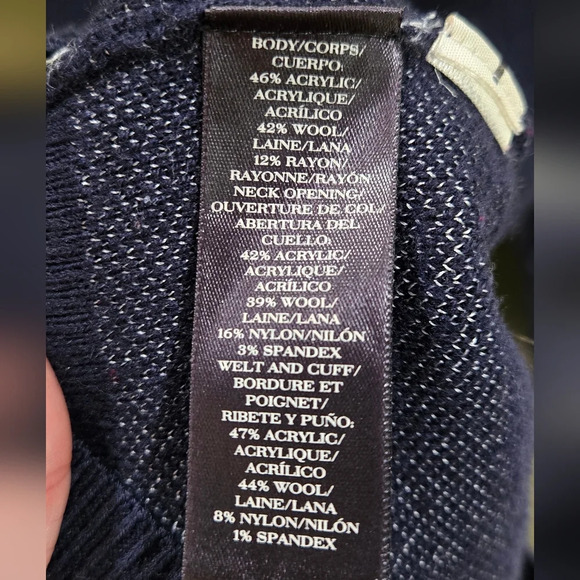 BODY/CORPS/
CUERPO:
46% ACRYLIC/
ACRYLIQUE/
ACRÍLICO
42% WOOL/
LAINE/LANA
12% RAYON/
RAYONNE/RAYÓN
NECK OPENING/
OUVERTURE DE COL/
ABERTURA DEL
CUELLO:
42% ACRYLIC/
ACRYLIQUE/
ACRÍLICO
39% WOOL/
LAINE/LANA
16% NYLON/NILÓN
3% SPANDEX
WELT AND CUFF/
BORDURE ET
POIGNET/
RIBETE Y PUÑO:
47% ACRYLIC/
ACRYLIQUE/
ACRÍLICO
44% WOOL/
LAINE/LANA
8% NYLON/NILÓN
1% SPANDEX